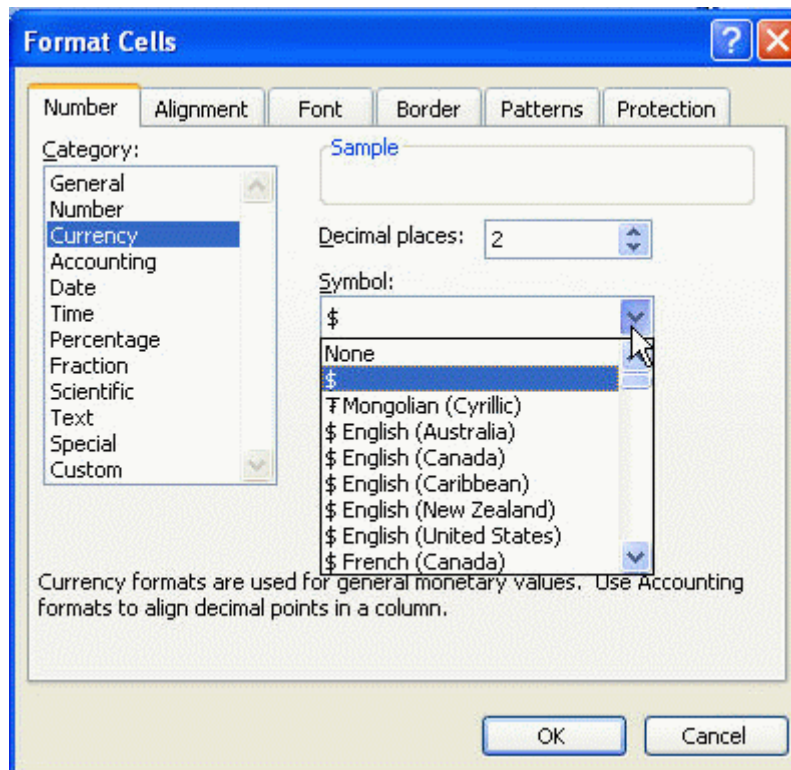 Format Cells
Number Alignment Font Border Patterns Protection
Category:
General
Number
Currency
Accounting
Date
Time
Percentage
Fraction
Scientific
Text
Special
Custom
Sample
Decimal places: 2
Symbol:
$
None
$
₮ Mongolian (Cyrillic)
$ English (Australia)
$ English (Canada)
$ English (Caribbean)
$ English (New Zealand)
$ English (United States)
$ French (Canada)
Currency formats are used for general monetary values. Use Accounting
formats to align decimal points in a column.
OK Cancel